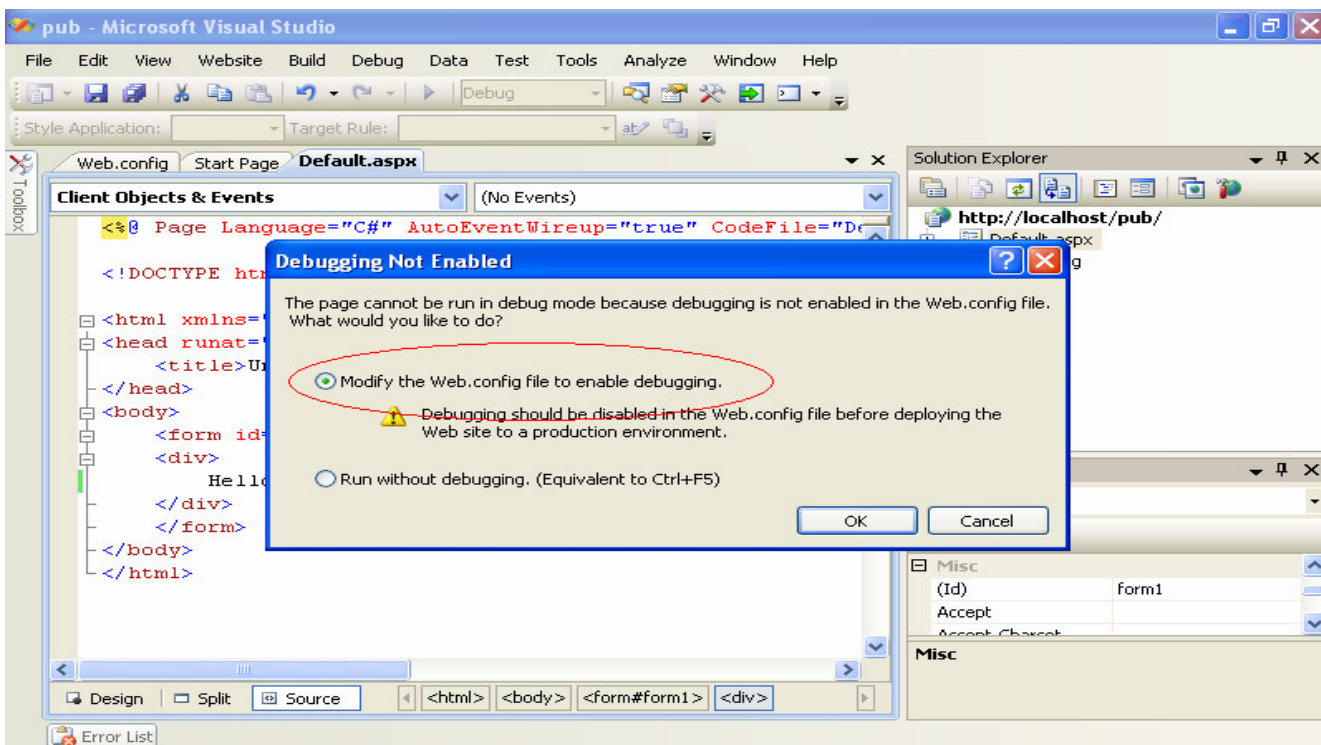 pub - Microsoft Visual Studio
File Edit View Website Build Debug Data Test Tools Analyze Window Help
Debug
Style Application: Target Rule:
Toolbox
Web.config Start Page Default.aspx
Client Objects & Events (No Events)
<%@ Page Language="C#" AutoEventWireup="true" CodeFile="De
<!DOCTYPE htm
<html xmlns="
<head runat="
<title>Un
</head>
<body>
<form id=
<div>
Hello
</div>
</form>
</body>
</html>
Debugging Not Enabled
The page cannot be run in debug mode because debugging is not enabled in the Web.config file.
What would you like to do?
Modify the Web.config file to enable debugging.
Debugging should be disabled in the Web.config file before deploying the
Web site to a production environment.
Run without debugging. (Equivalent to Ctrl+F5)
OK Cancel
Solution Explorer
http://localhost/pub/
Default.aspx
g
Misc
(Id) form1
Accept
Accept-Charset
Misc
Design Split Source <html> <body> <form#form1> <div>
Error List